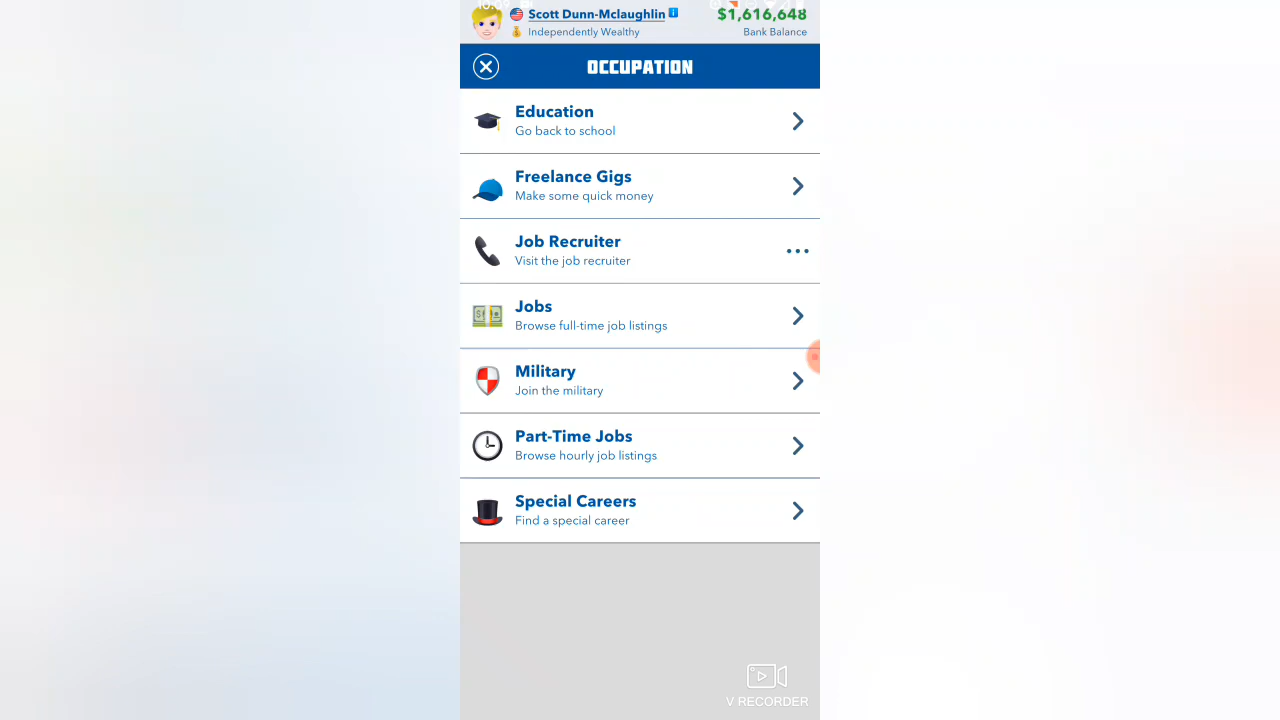 Scott Dunn-Mclaughlin
$1,616,648
Independently Wealthy
Bank Balance
OCCUPATION
Education
Go back to school
Freelance Gigs
Make some quick money
Job Recruiter
Visit the job recruiter
Jobs
Browse full-time job listings
Military
Join the military
Part-Time Jobs
Browse hourly job listings
Special Careers
Find a special career
V RECORDER